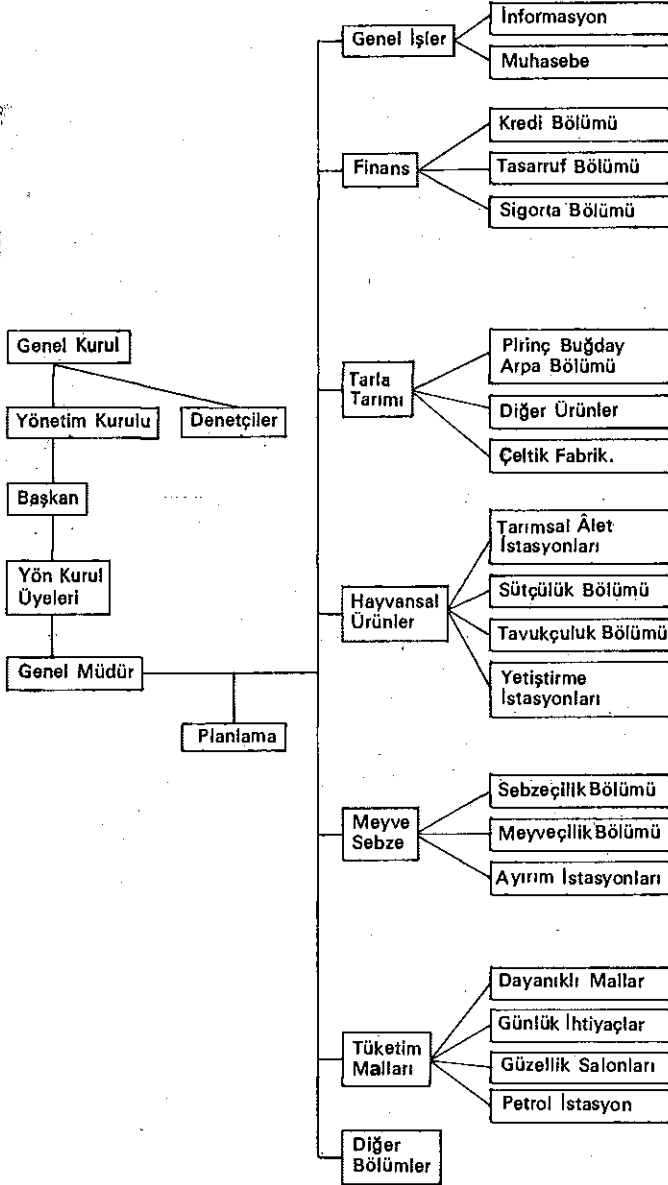 Genel Kurul
Yönetim Kurulu
Denetçiler
Başkan
Yön Kurul
Üyeleri
Genel Müdür
Planlama
Genel İşler
İnformasyon
Muhasebe
Finans
Kredi Bölümü
Tasarruf Bölümü
Sigorta Bölümü
Tarla
Tarımı
Pirinç Buğday
Arpa Bölümü
Diğer Ürünler
Çeltik Fabrik.
Hayvansal
Ürünler
Tarımsal Âlet
İstasyonları
Sütçülük Bölümü
Tavukçuluk Bölümü
Yetiştirme
İstasyonları
Meyve
Sebze
Sebzeçilik Bölümü
Meyveçilik Bölümü
Ayırım İstasyonları
Tüketim
Malları
Dayanıklı Mallar
Günlük İhtiyaçlar
Güzellik Salonları
Petrol İstasyon
Diğer
Bölümler